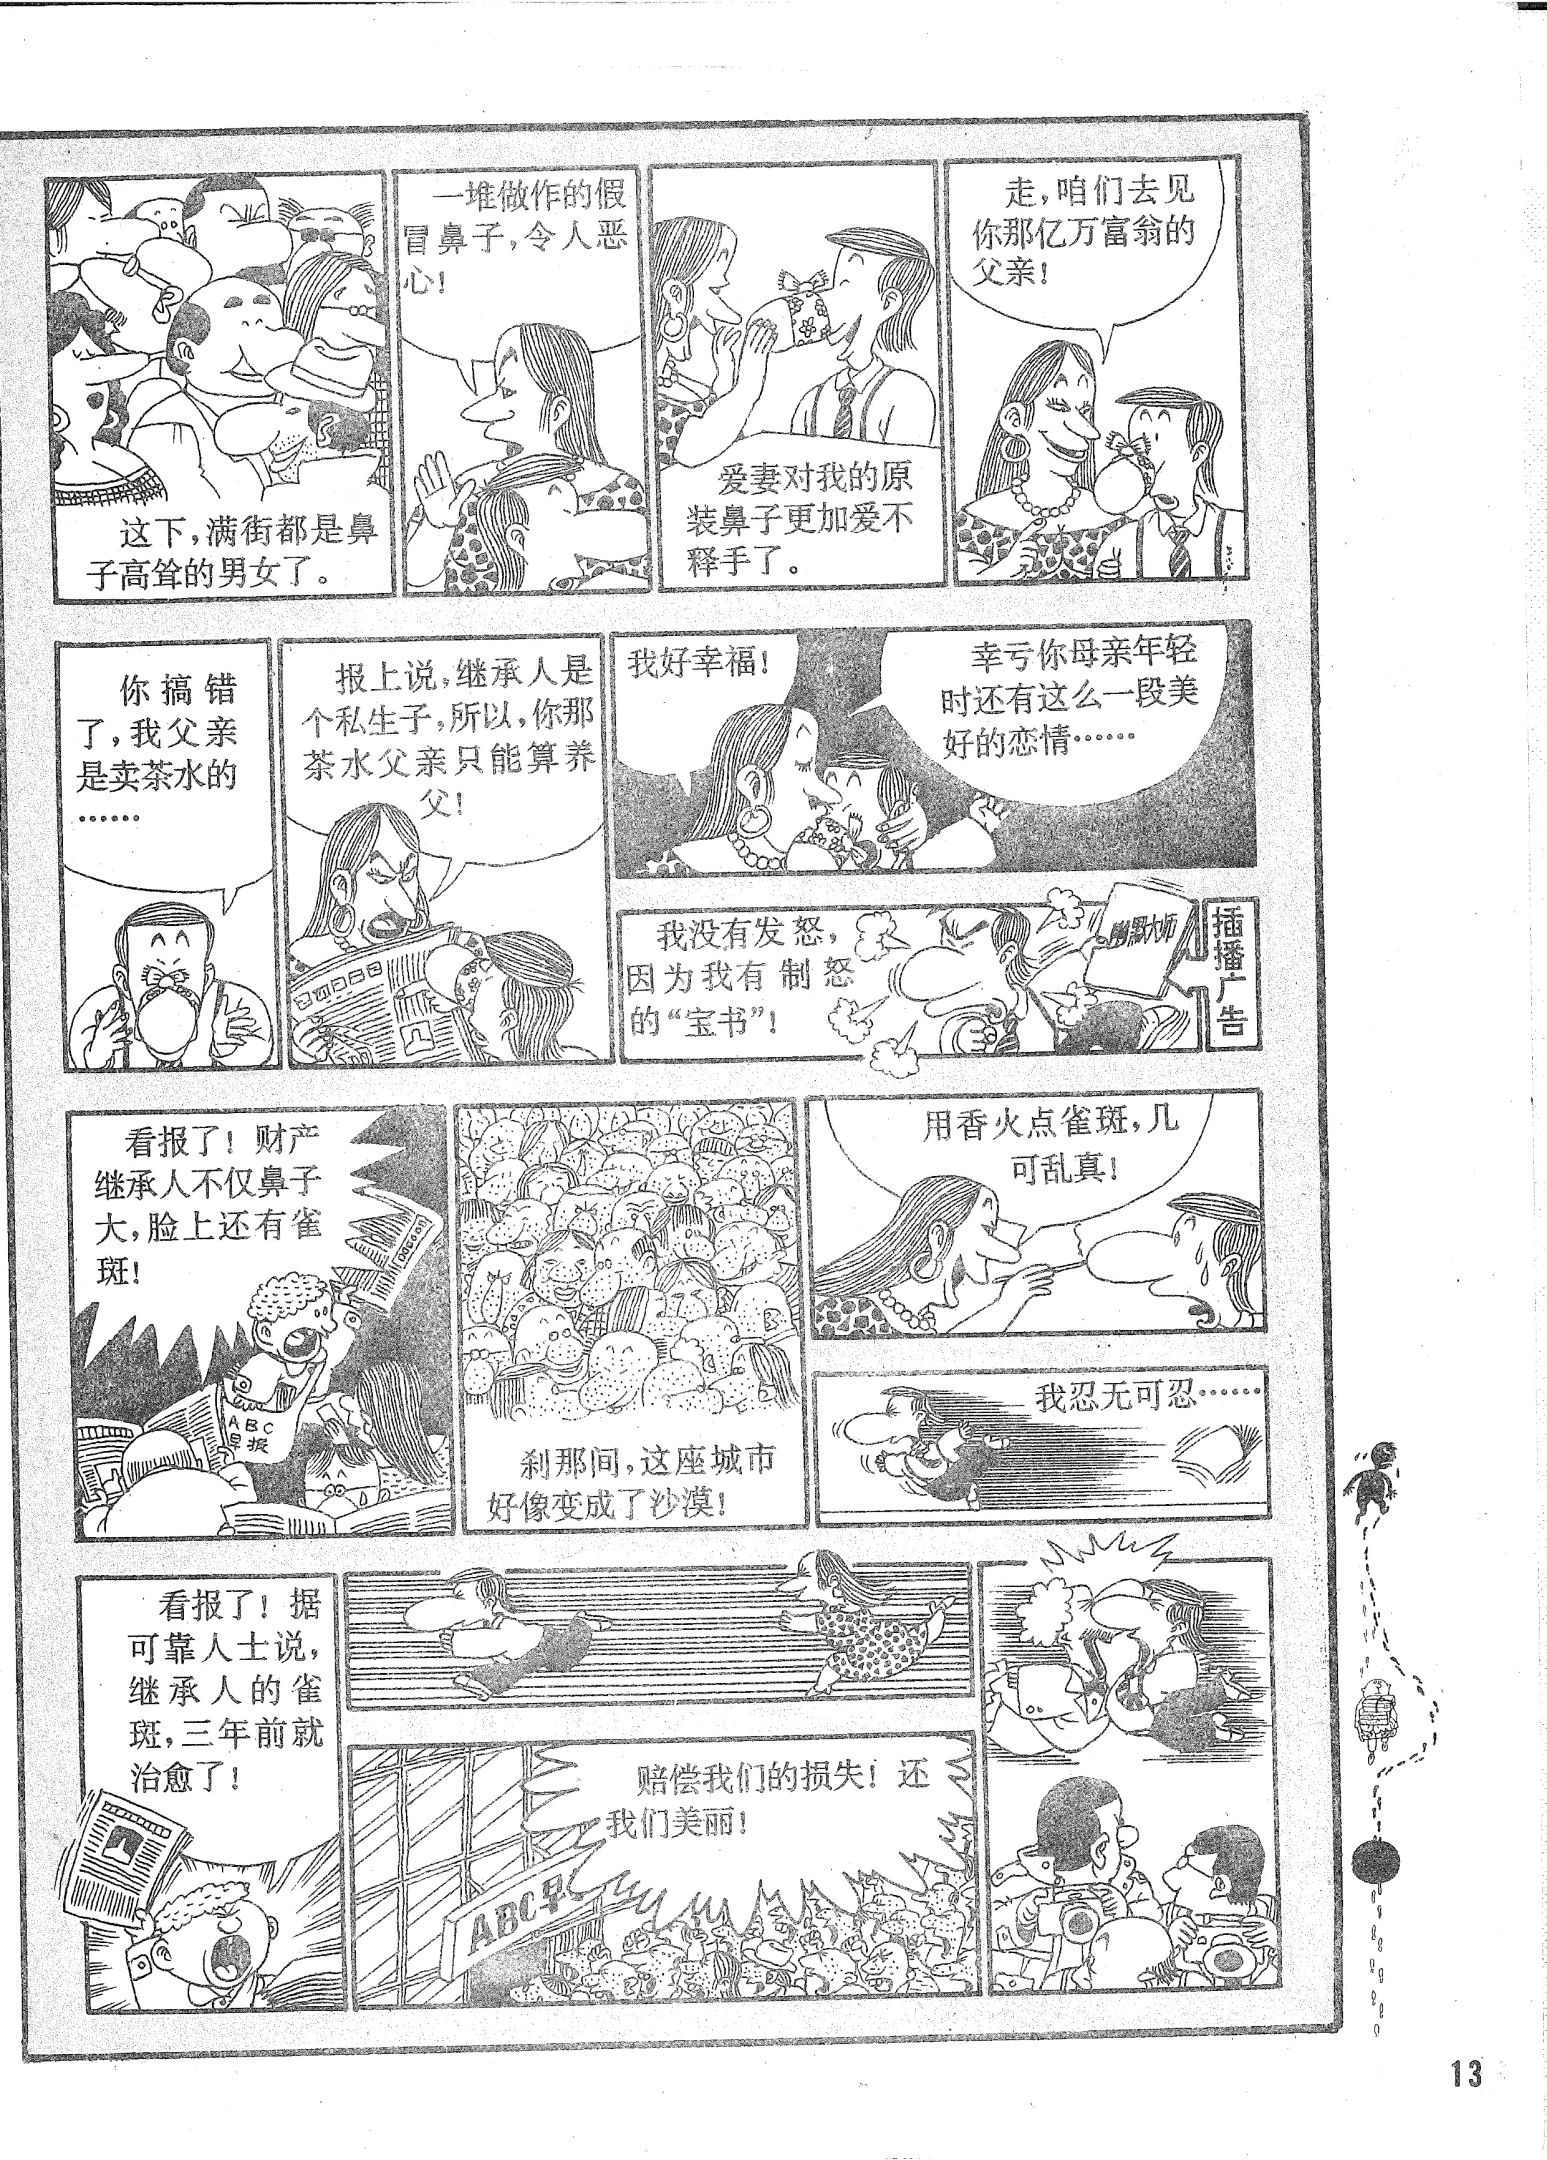 这下，满街都是鼻
子高耸的男女了。
一堆做作的假
冒鼻子，令人恶
心！
爱妻对我的原
装鼻子更加爱不
释手了。
走，咱们去见
你那亿万富翁的
父亲！
你搞错
了，我父亲
是卖茶水的
……
报上说，继承人是
个私生子，所以，你那
茶水父亲只能算养
父！
我好幸福！
幸亏你母亲年轻
时还有这么一段美
好的恋情……
我没有发怒，
因为我有制怒
的“宝书”！
幽默大师
插播广告
看报了！财产
继承人不仅鼻子
大，脸上还有雀
斑！
ABC
早报
刹那间，这座城市
好像变成了沙漠！
用香火点雀斑，几
可乱真！
我忍无可忍……
看报了！据
可靠人士说，
继承人的雀
斑，三年前就
治愈了！
赔偿我们的损失！还
我们美丽！
ABC早
13